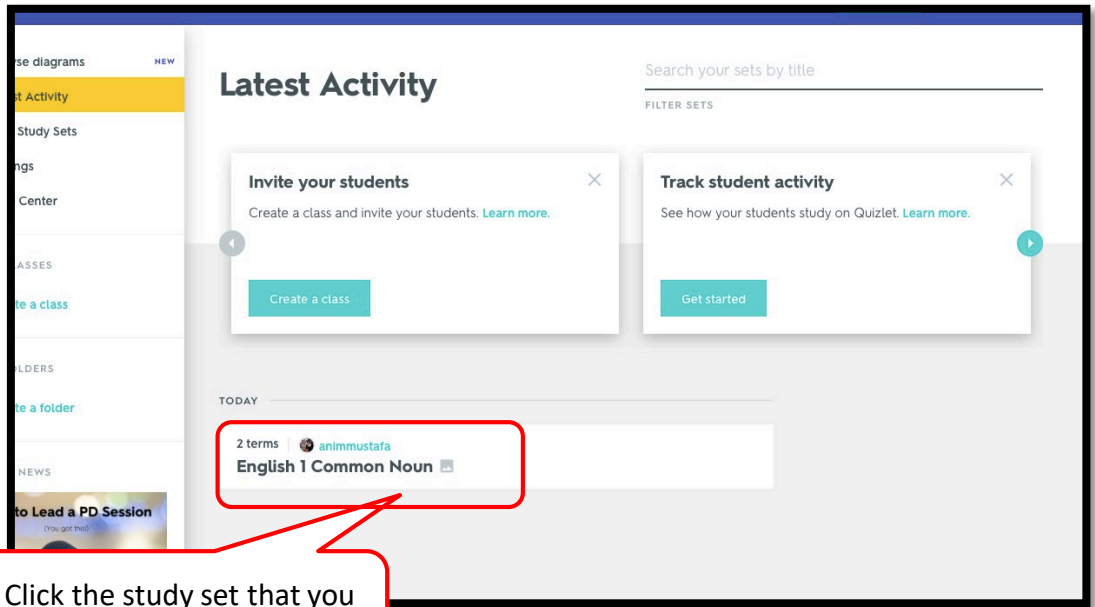 se diagrams NEW
st Activity
Study Sets
ngs
Center
ASSES
te a class
LDERS
te a folder
NEWS
to Lead a PD Session
(You got this!)
Latest Activity
Search your sets by title
FILTER SETS
Invite your students
Create a class and invite your students. Learn more.
Create a class
Track student activity
See how your students study on Quizlet. Learn more.
Get started
TODAY
2 terms animmustafa
English 1 Common Noun
Click the study set that you